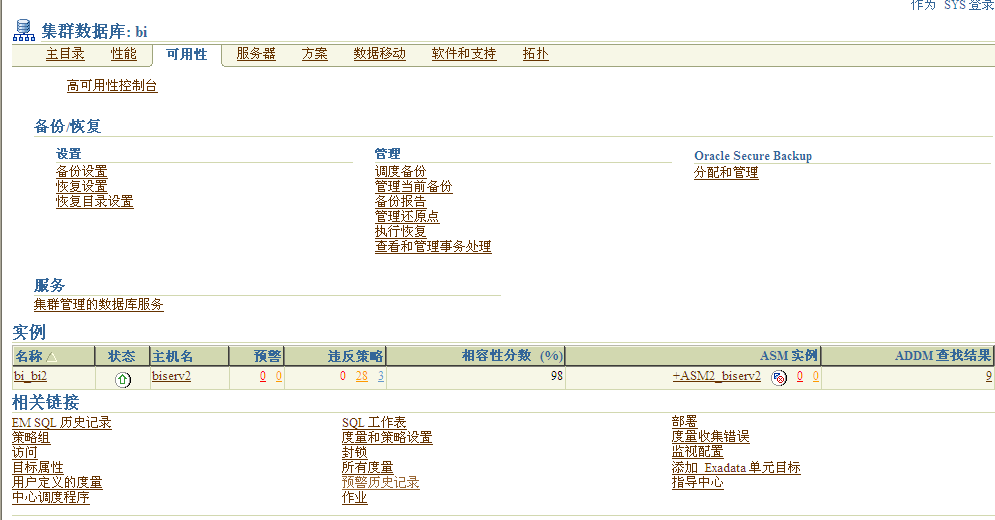 作为 SYS 登录
集群数据库: bi
主目录 性能 可用性 服务器 方案 数据移动 软件和支持 拓扑
高可用性控制台
备份/恢复
设置
备份设置
恢复设置
恢复目录设置
管理
调度备份
管理当前备份
备份报告
管理还原点
执行恢复
查看和管理事务处理
Oracle Secure Backup
分配和管理
服务
集群管理的数据库服务
实例
名称 状态 主机名 预警 违反策略 相容性分数 (%) ASM 实例 ADDM 查找结果
bi_bi2 biserv2 0 0 0 28 3 98 +ASM2_biserv2 0 0 9
相关链接
EM SQL 历史记录
策略组
访问
目标属性
用户定义的度量
中心调度程序
SQL 工作表
度量和策略设置
封锁
所有度量
预警历史记录
作业
部署
度量收集错误
监视配置
添加 Exadata 单元目标
指导中心